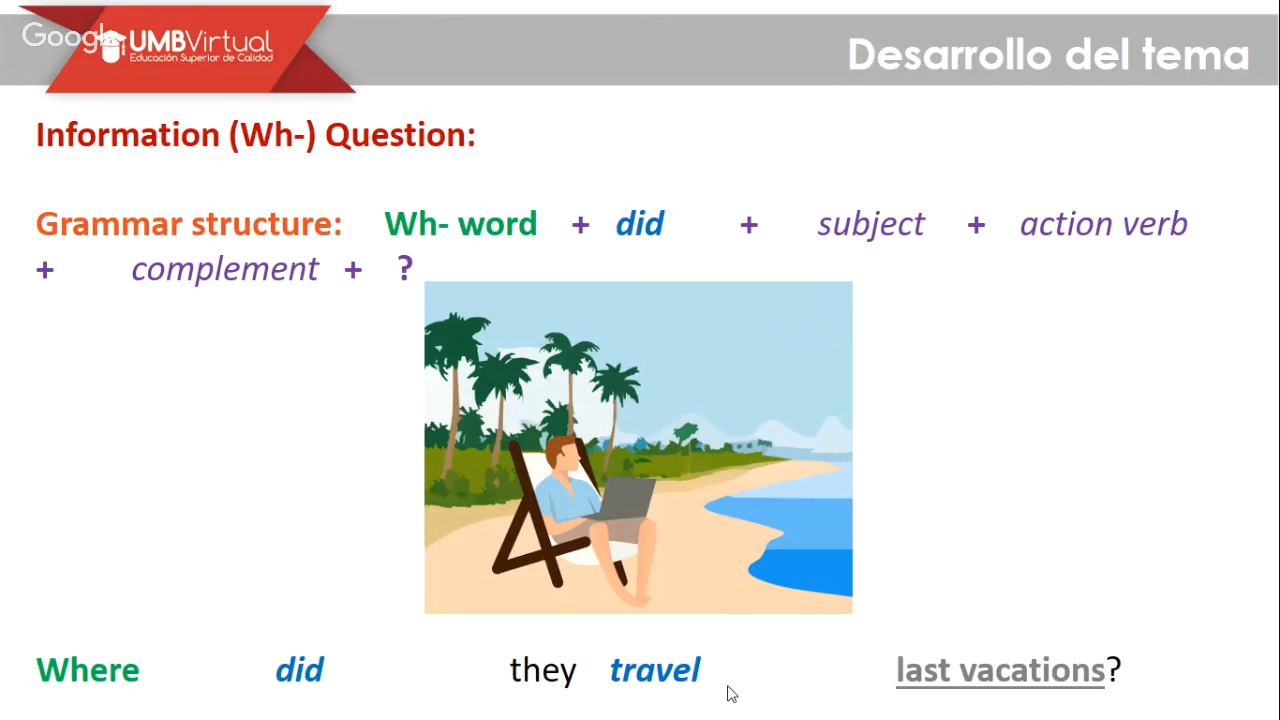 Google
UMBVirtual
Educación Superior de Calidad
Desarrollo del tema
Information (Wh-) Question:
Grammar structure: Wh- word + did + subject + action verb
+ complement + ?
Where did they travel last vacations?